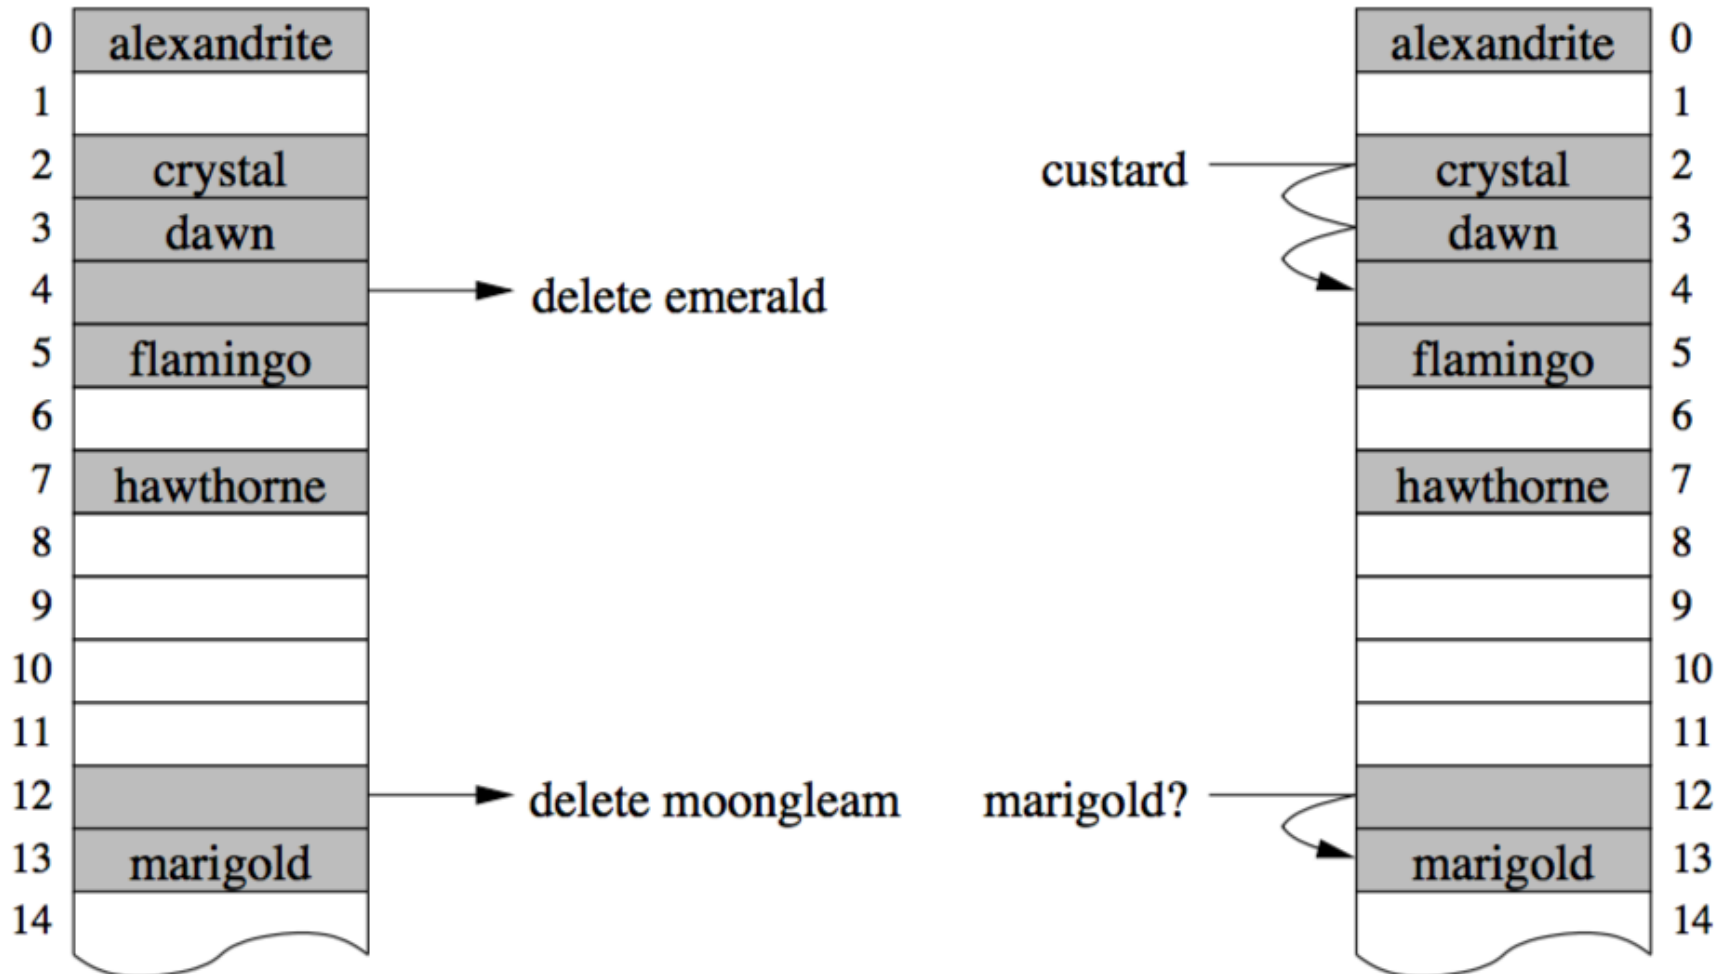 0 alexandrite
1
2 crystal
3 dawn
4 delete emerald
5 flamingo
6
7 hawthorne
8
9
10
11
12 delete moongleam
13 marigold
14
alexandrite 0
1
custard crystal 2
dawn 3
4
flamingo 5
6
hawthorne 7
8
9
10
11
marigold? 12
marigold 13
14